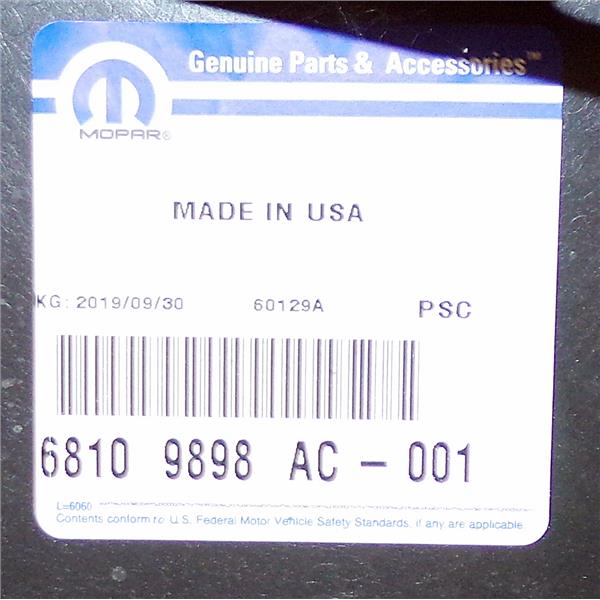 Genuine Parts & Accessories™
MOPAR®
MADE IN USA
KG: 2019/09/30 60129A PSC
6810 9898 AC - 001
L=6060
Contents conform to U.S. Federal Motor Vehicle Safety Standards, if any are applicable